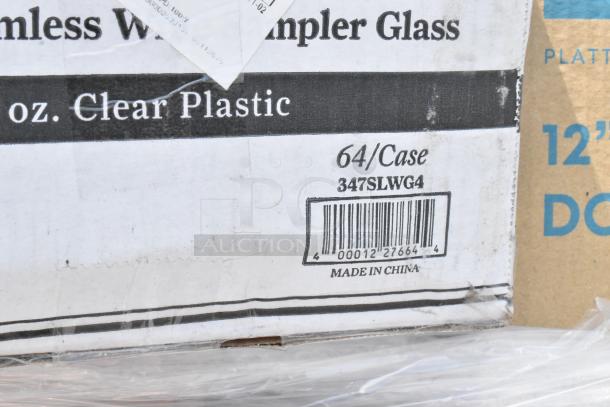 mpler Glass
oz. Clear Plastic
64/Case
347SLWG4
4 00012 27664 4
MADE IN CHINA
PLATT
12"
DO
PCI
AUCTION